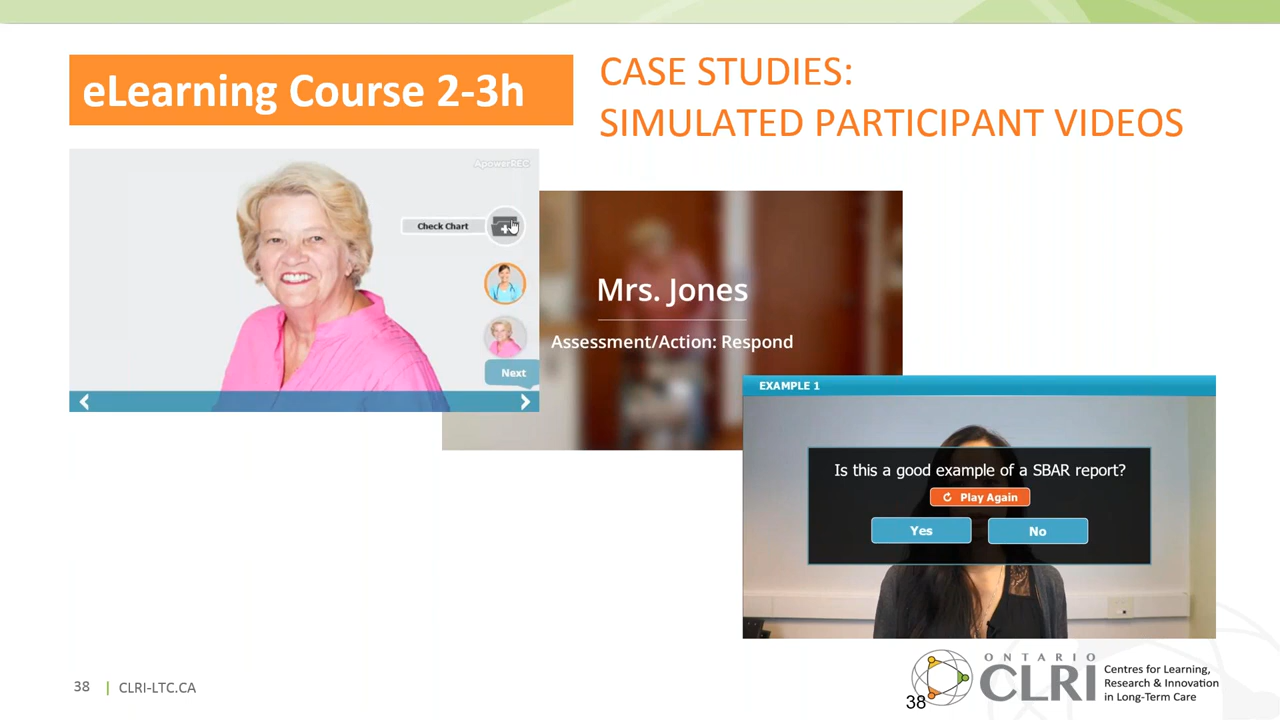 eLearning Course 2-3h
CASE STUDIES:
SIMULATED PARTICIPANT VIDEOS
ApowerREC
Check Chart
Next
Mrs. Jones
Assessment/Action: Respond
EXAMPLE 1
Is this a good example of a SBAR report?
Play Again
Yes
No
38
CLRI-LTC.CA
38
ONTARIO
CLRI
Centres for Learning,
Research & Innovation
in Long-Term Care